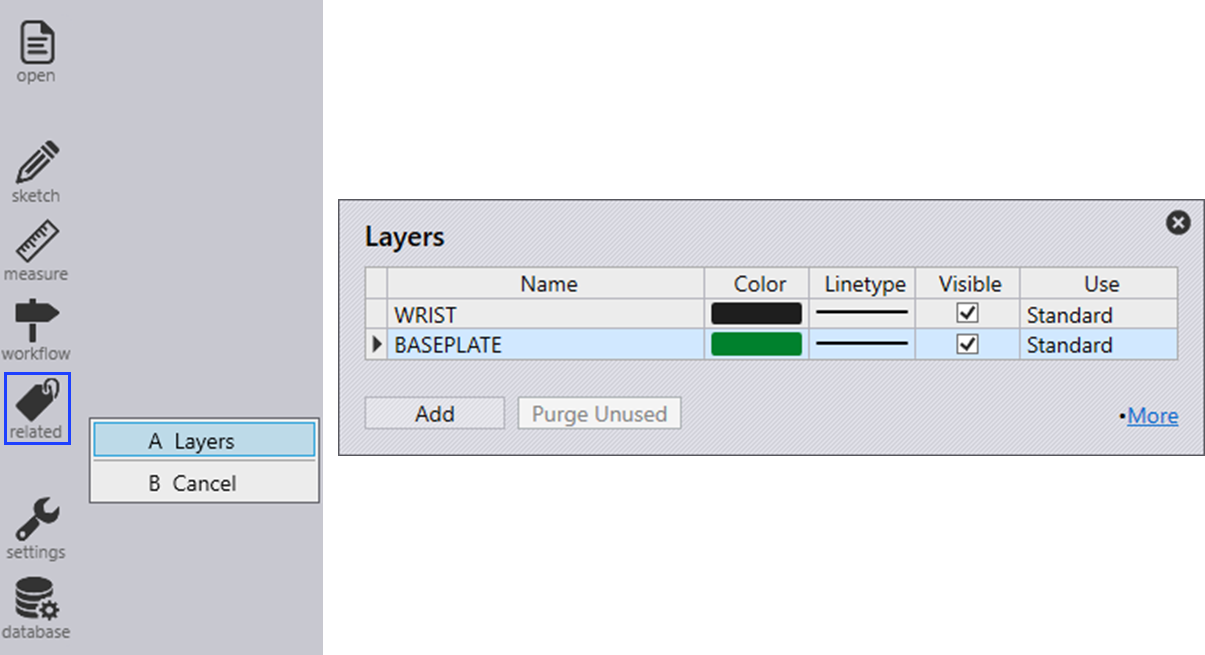 open
sketch
measure
workflow
related
A Layers
B Cancel
settings
database
Layers
Name Color Linetype Visible Use
WRIST Standard
BASEPLATE Standard
Add Purge Unused •More